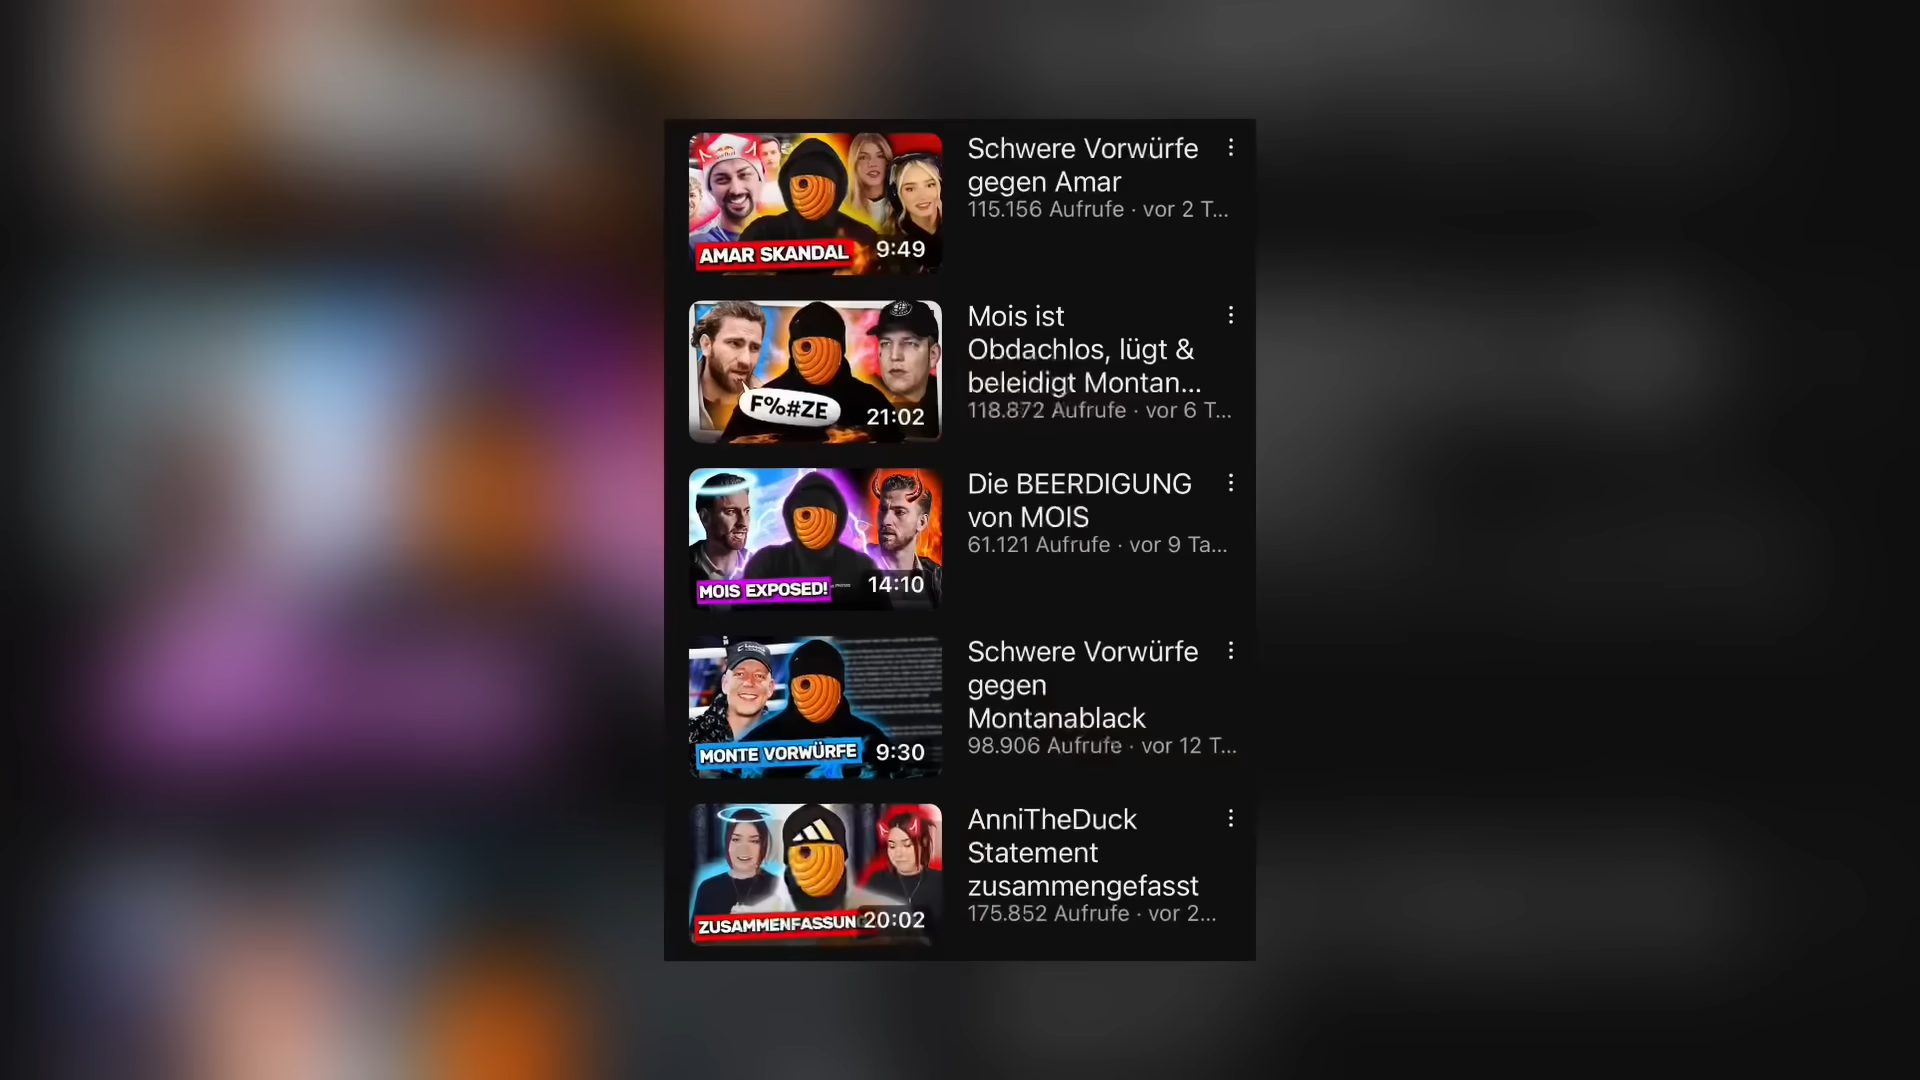 Schwere Vorwürfe
gegen Amar
115.156 Aufrufe · vor 2 T...
AMAR SKANDAL
9:49
Mois ist
Obdachlos, lügt &
beleidigt Montan...
118.872 Aufrufe · vor 6 T...
F%#ZE
21:02
Die BEERDIGUNG
von MOIS
61.121 Aufrufe · vor 9 Ta...
MOIS EXPOSED!
14:10
Schwere Vorwürfe
gegen
Montanablack
98.906 Aufrufe · vor 12 T...
MONTE VORWÜRFE
9:30
AnniTheDuck
Statement
zusammengefasst
175.852 Aufrufe · vor 2...
ZUSAMMENFASSUN
20:02